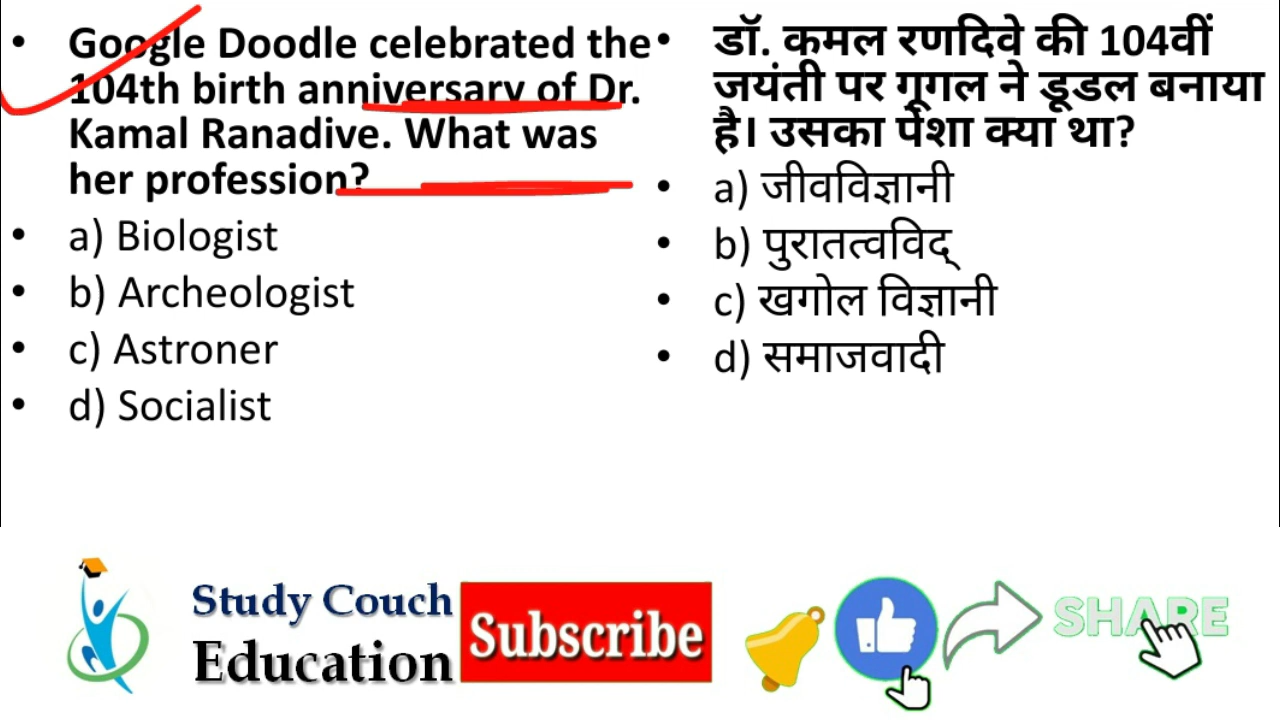 • Google Doodle celebrated the
104th birth anniversary of Dr.
Kamal Ranadive. What was
her profession?
• a) Biologist
• b) Archeologist
• c) Astroner
• d) Socialist
• डॉ. कमल रणदिवे की 104वीं
जयंती पर गूगल ने डूडल बनाया
है। उसका पेशा क्या था?
• a) जीवविज्ञानी
• b) पुरातत्वविद्
• c) खगोल विज्ञानी
• d) समाजवादी
Study Couch
Education
Subscribe
SHARE